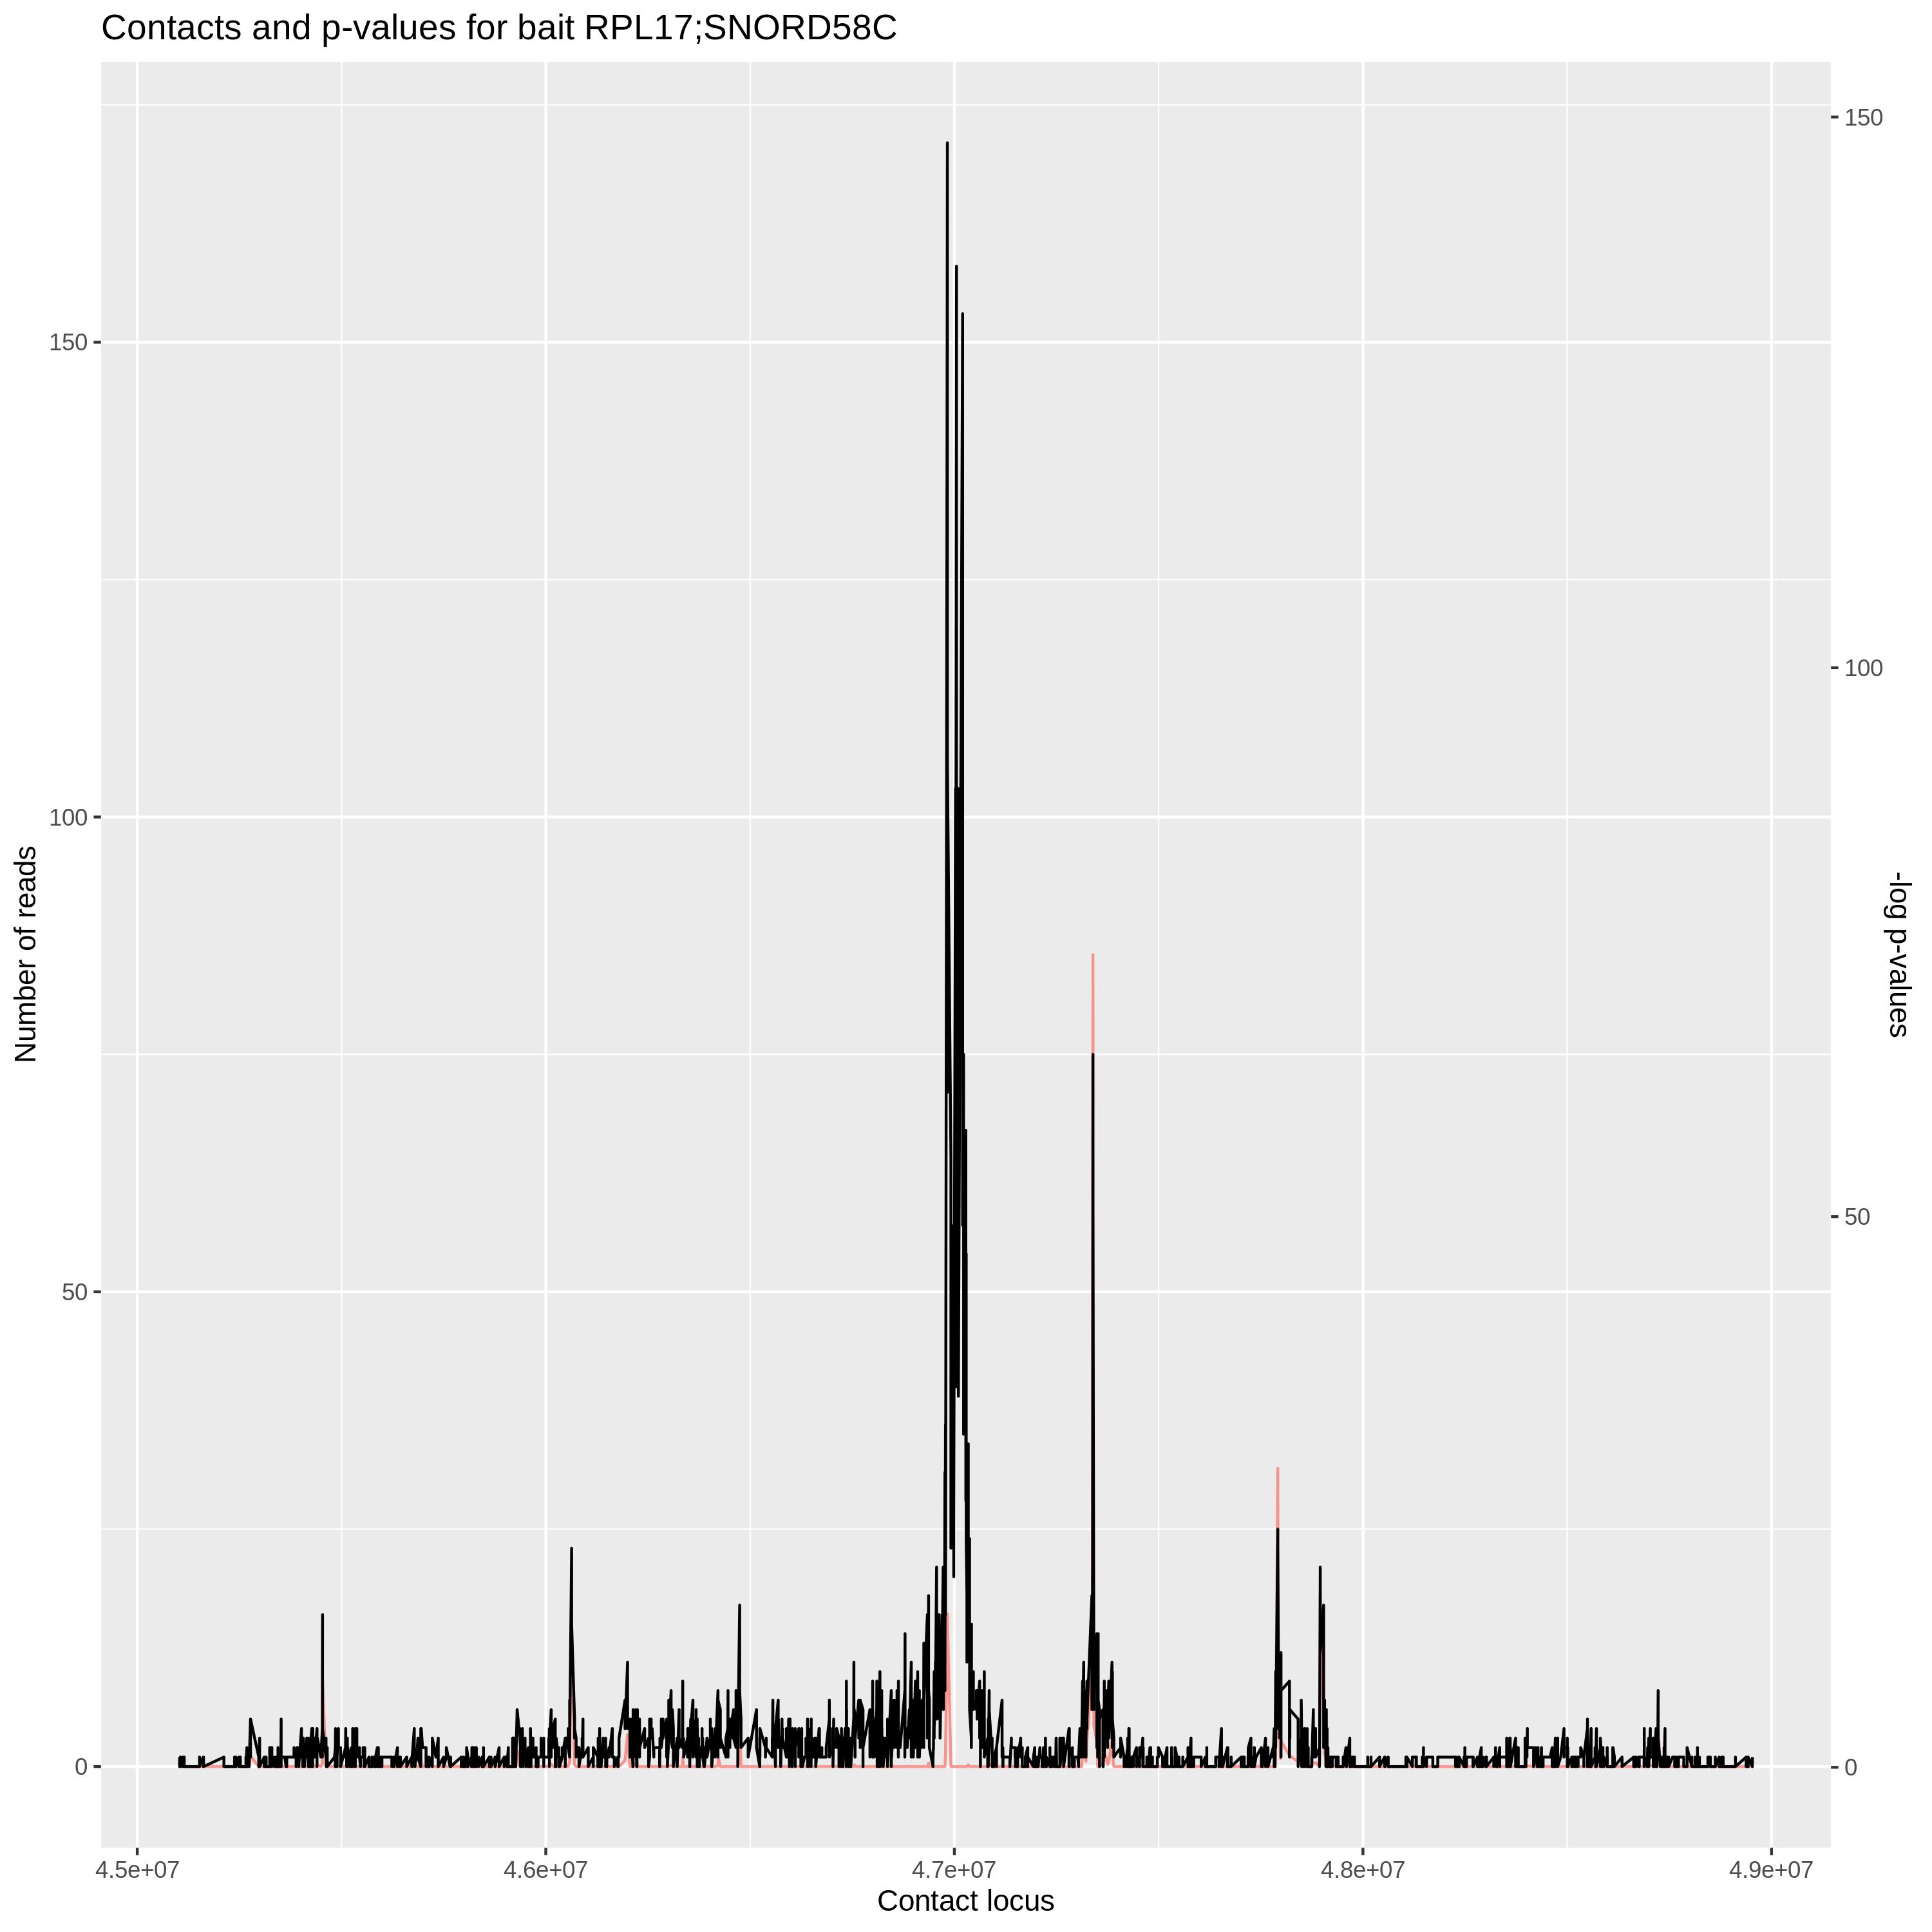 Contacts and p-values for bait RPL17;SNORD58C
150
100
50
0
Number of reads
150
100
50
0
-log p-values
4.5e+07 4.6e+07 4.7e+07 4.8e+07 4.9e+07
Contact locus